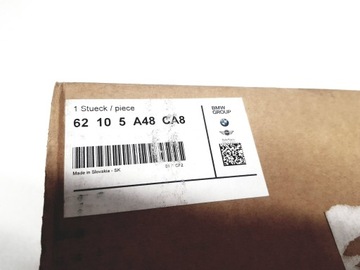 1 Stueck / piece
62 10 5 A48 CA8
Made in Slovakia - SK
BMW
GROUP